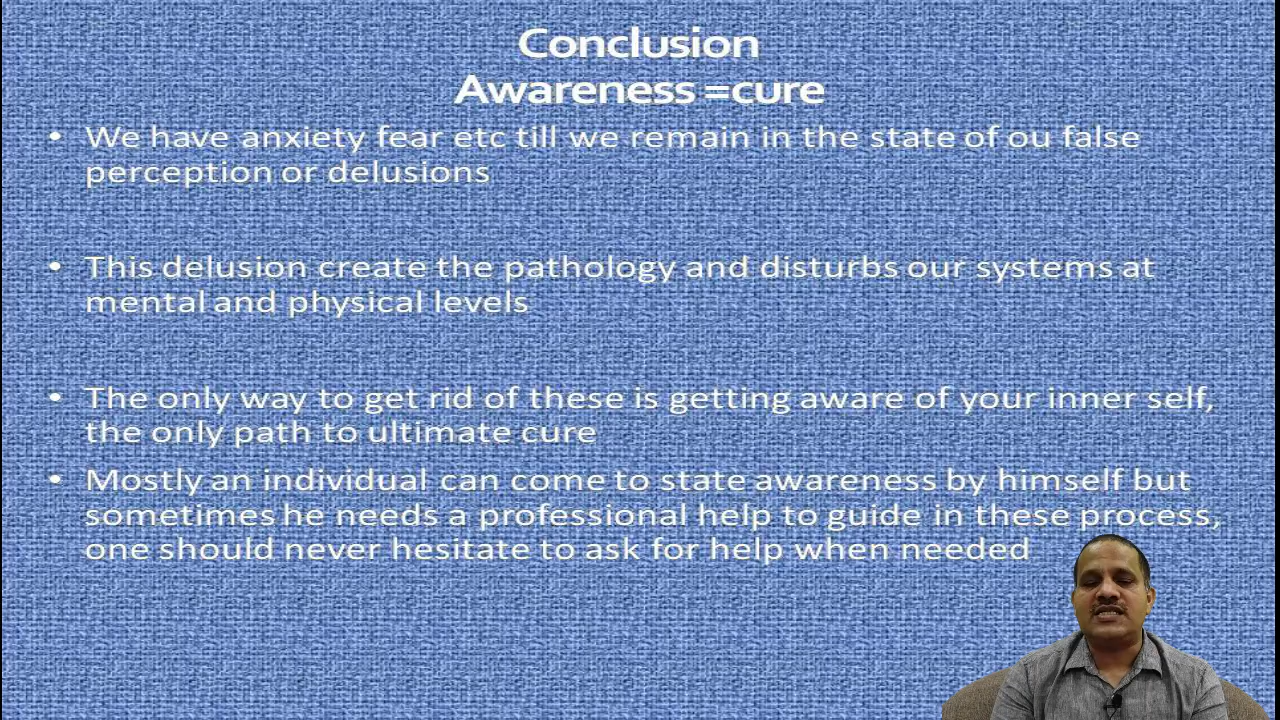 Conclusion
Awareness =cure
• We have anxiety fear etc till we remain in the state of ou false
perception or delusions
• This delusion create the pathology and disturbs our systems at
mental and physical levels
• The only way to get rid of these is getting aware of your inner self,
the only path to ultimate cure
• Mostly an individual can come to state awareness by himself but
sometimes he needs a professional help to guide in these process,
one should never hesitate to ask for help when needed